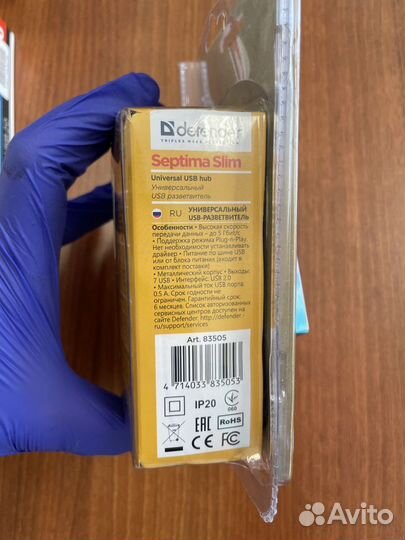 defender
Septima Slim
Universal USB hub
Универсальный
USB разветвитель
RU УНИВЕРСАЛЬНЫЙ
USB-РАЗВЕТВИТЕЛЬ
Особенности • Высокая скорость
передачи данных – до 5 Гбит/с
• Поддержка режима Plug-n-Play.
Нет необходимости устанавливать
драйвер • Питание по шине USB
или от блока питания (входит в
комплект поставки)
• Металлический корпус • Выходы:
7 USB • Интерфейс: USB 2.0
• Максимальный ток USB порта:
0.5 А. Срок годности не
ограничен. Гарантийный срок:
6 месяцев. Список авторизованных
сервисных центров доступен на
сайте Defender: http://defender-
ru/support/services
Art. 83505
4 714033 835053
IP20
060
EAC
RoHS
CE FC
Avito